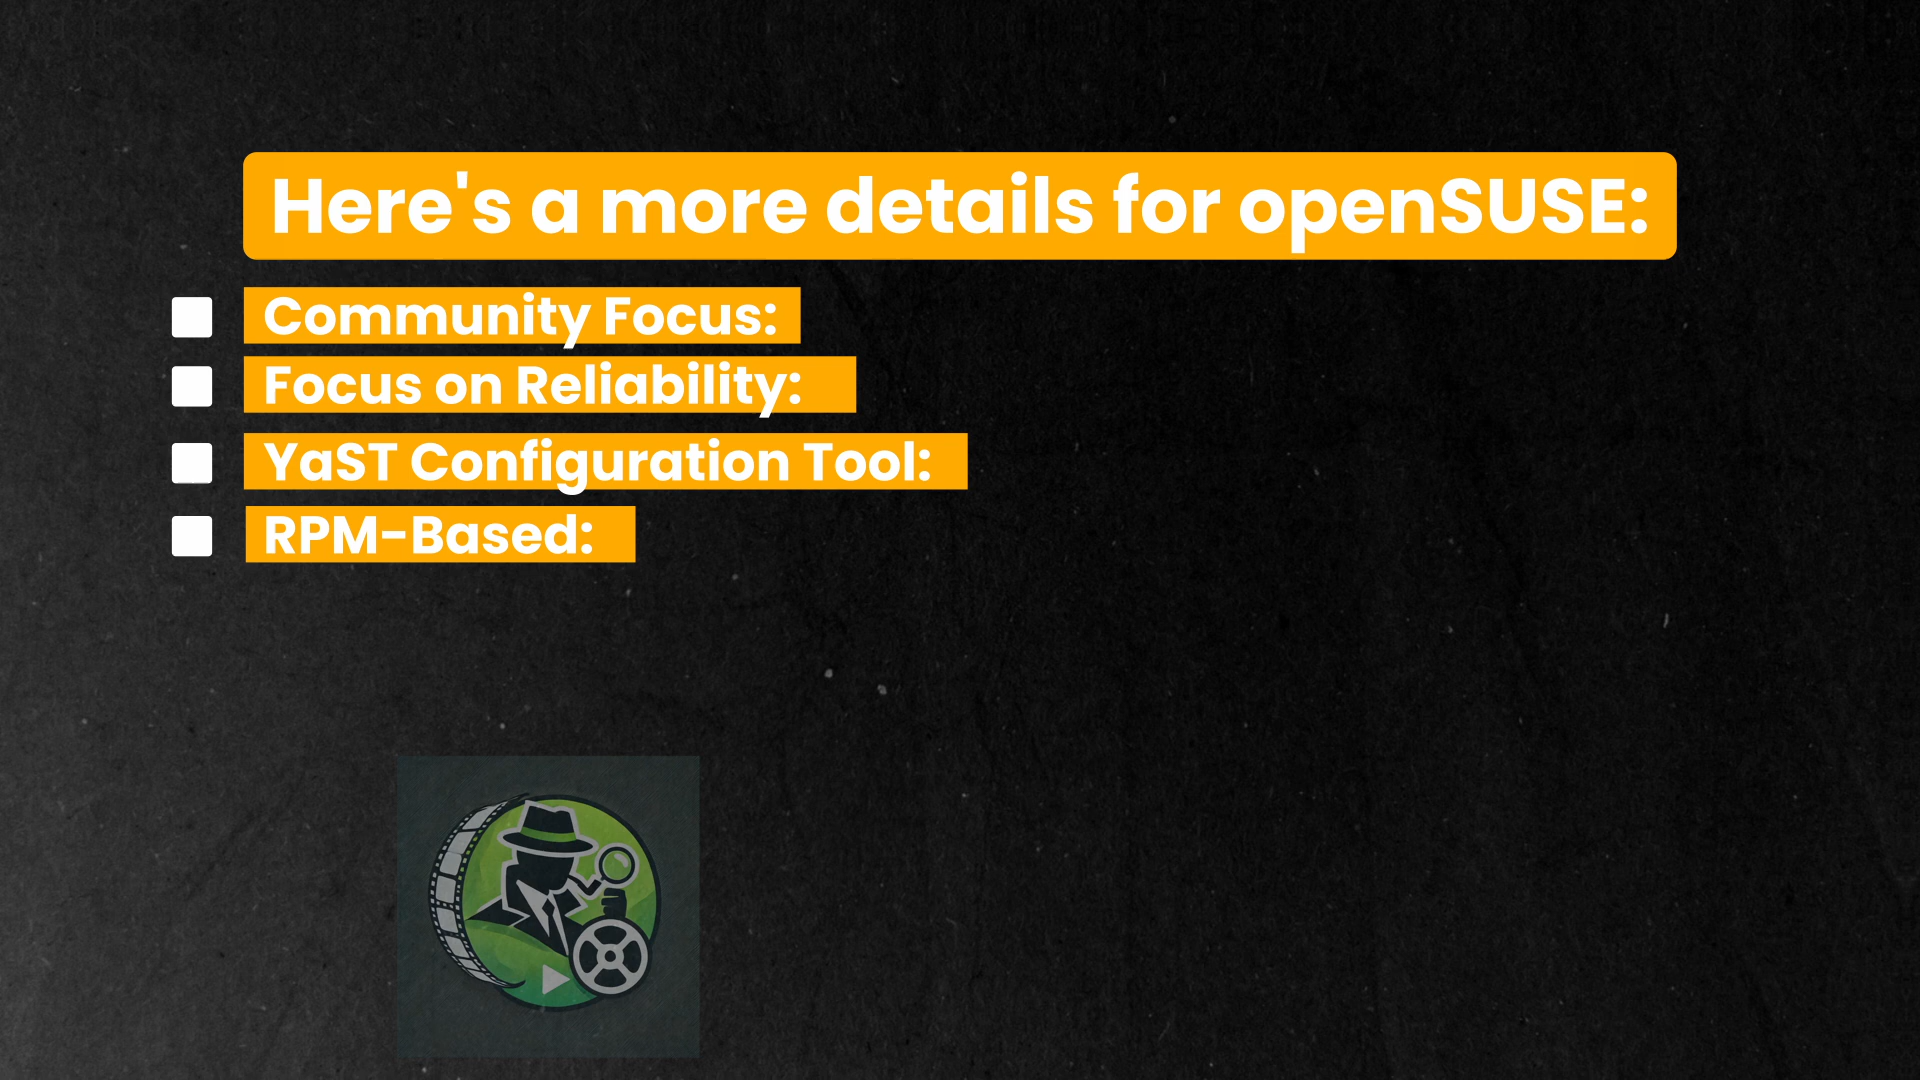 Here's a more details for openSUSE:
Community Focus:
Focus on Reliability:
YaST Configuration Tool:
RPM-Based: